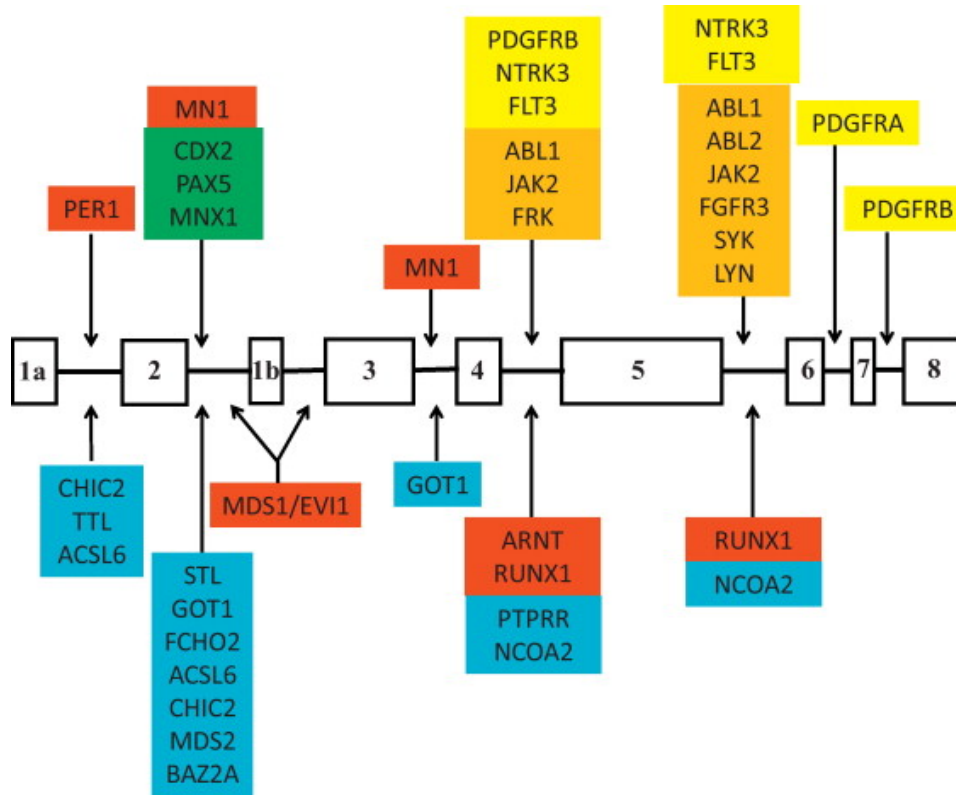 NTRK3
FLT3
PDGFRB
NTRK3
FLT3
MN1
CDX2
PAX5
MNX1
ABL1
JAK2
FRK
ABL1
ABL2
JAK2
FGFR3
SYK
LYN
PDGFRA
PER1
PDGFRB
MN1
1a
2
1b
3
4
5
6
7
8
CHIC2
TTL
ACSL6
MDS1/EVI1
GOT1
STL
GOT1
FCHO2
ACSL6
CHIC2
MDS2
BAZ2A
ARNT
RUNX1
PTPRR
NCOA2
RUNX1
NCOA2